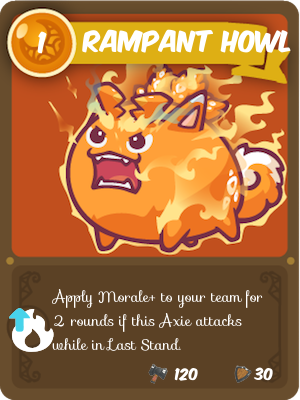 1 RAMPANT HOWL
Apply Morale+ to your team for
2 rounds if this Axie attacks
while in Last Stand.
120 30